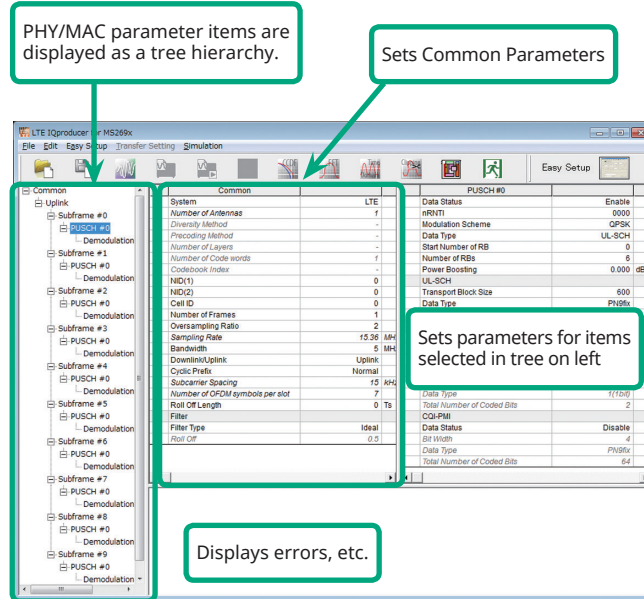 PHY/MAC parameter items are
displayed as a tree hierarchy.
Sets Common Parameters
LTE IQproducer for MS269x
File Edit Easy Setup Transfer Setting Simulation
Easy Setup
Common
Uplink
Subframe #0
PUSCH #0
Demodulation
Subframe #1
PUSCH #0
Demodulation
Subframe #2
PUSCH #0
Demodulation
Subframe #3
PUSCH #0
Demodulation
Subframe #4
PUSCH #0
Demodulation
Subframe #5
PUSCH #0
Demodulation
Subframe #6
PUSCH #0
Demodulation
Subframe #7
PUSCH #0
Demodulation
Subframe #8
PUSCH #0
Demodulation
Subframe #9
PUSCH #0
Demodulation
Common
System LTE
Number of Antennas 1
Diversity Method -
Precoding Method -
Number of Layers -
Number of Code words 1
Codebook Index -
NID(1) 0
NID(2) 0
Cell ID 0
Number of Frames 1
Oversampling Ratio 2
Sampling Rate 15.36 MH
Bandwidth 5 MH
Downlink/Uplink Uplink
Cyclic Prefix Normal
Subcarrier Spacing 15 kH
Number of OFDM symbols per slot 7
Roll Off Length 0 Ts
Filter
Filter Type Ideal
Roll Off 0.5
PUSCH #0
Data Status Enable
nRNTI 0000
Modulation Scheme QPSK
Data Type UL-SCH
Start Number of RB 0
Number of RBs 6
Power Boosting 0.000 dB
UL-SCH
Transport Block Size 600
Data Type PN9fix
Sets parameters for items
selected in tree on left
Data Type 1(1bit)
Total Number of Coded Bits 2
CQI-PMI
Data Status Disable
Bit Width 4
Data Type PN9fix
Total Number of Coded Bits 64
Displays errors, etc.